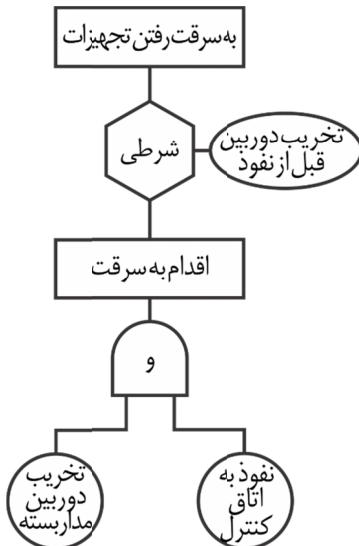 به سرقت رفتن تجهیزات
شرطی
تخریب دوربین
قبل از نفوذ
اقدام به سرقت
و
نفوذ به
اتاق
کنترل
تخریب
دوربین
مداربسته